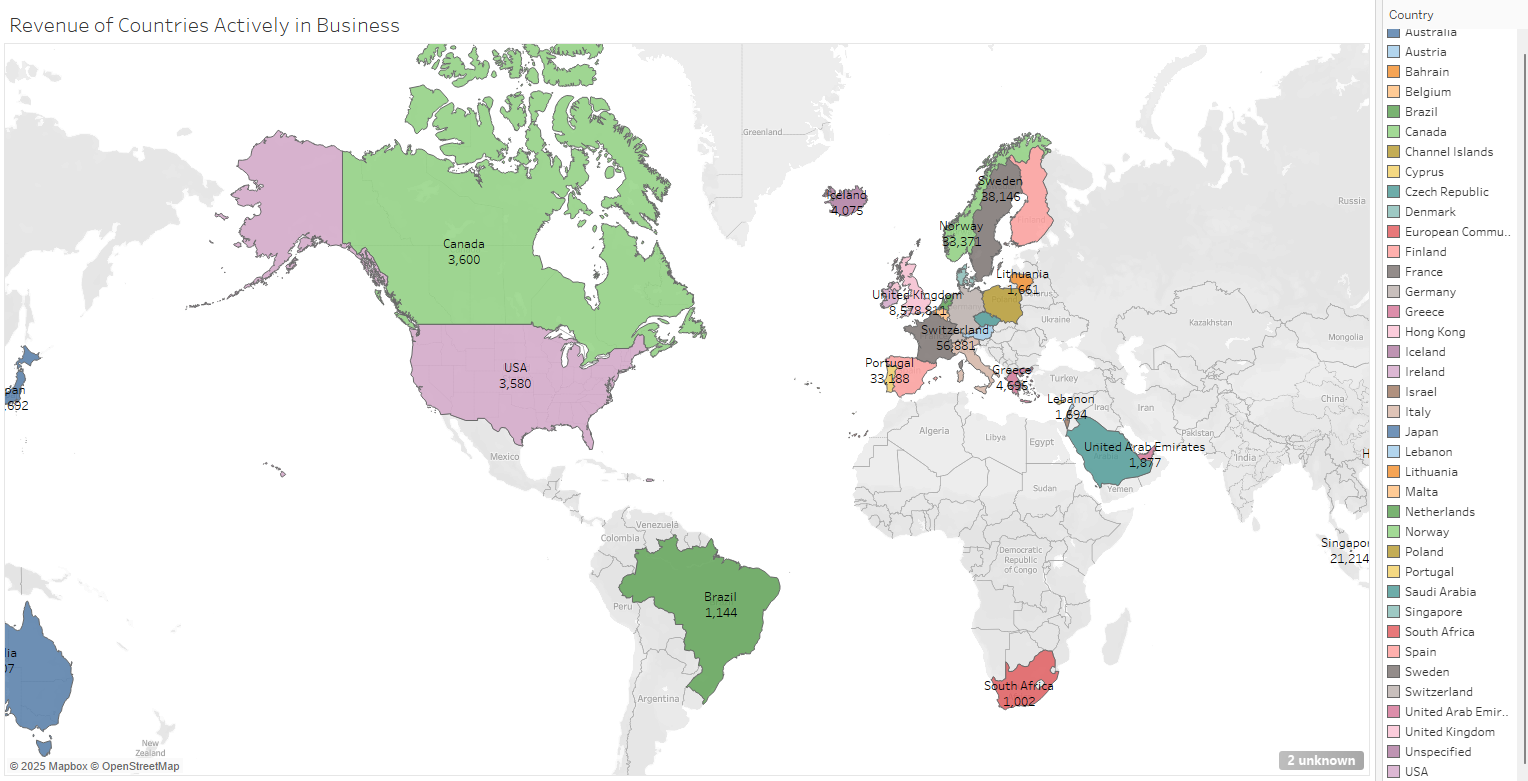 Revenue of Countries Actively in Business
Greenland
Russia
Iceland
4,075
Sweden
38,146
Norway
33,371
Canada
3,600
Lithuania
1,661
United Kingdom
8,578,811
Ukraine
Kazakhstan
Mongolia
Switzerland
56,881
USA
3,580
Portugal
33,188
Greece
4,695
Turkey
pan
,692
Lebanon
1,694
Iraq
Iran
China
Algeria
Libya
Egypt
Pakistan
United Arab Emirates
1,877
India
H
Mexico
Sudan
Yemen
Venezuela
Colombia
Singapor
21,214
Democratic
Republic
of Congo
Brazil
1,144
Peru
lia
07
South Africa
1,002
Argentina
New
Zealand
© 2025 Mapbox © OpenStreetMap
2 unknown
Country
Australia
Austria
Bahrain
Belgium
Brazil
Canada
Channel Islands
Cyprus
Czech Republic
Denmark
European Commu..
Finland
France
Germany
Greece
Hong Kong
Iceland
Ireland
Israel
Italy
Japan
Lebanon
Lithuania
Malta
Netherlands
Norway
Poland
Portugal
Saudi Arabia
Singapore
South Africa
Spain
Sweden
Switzerland
United Arab Emir..
United Kingdom
Unspecified
USA